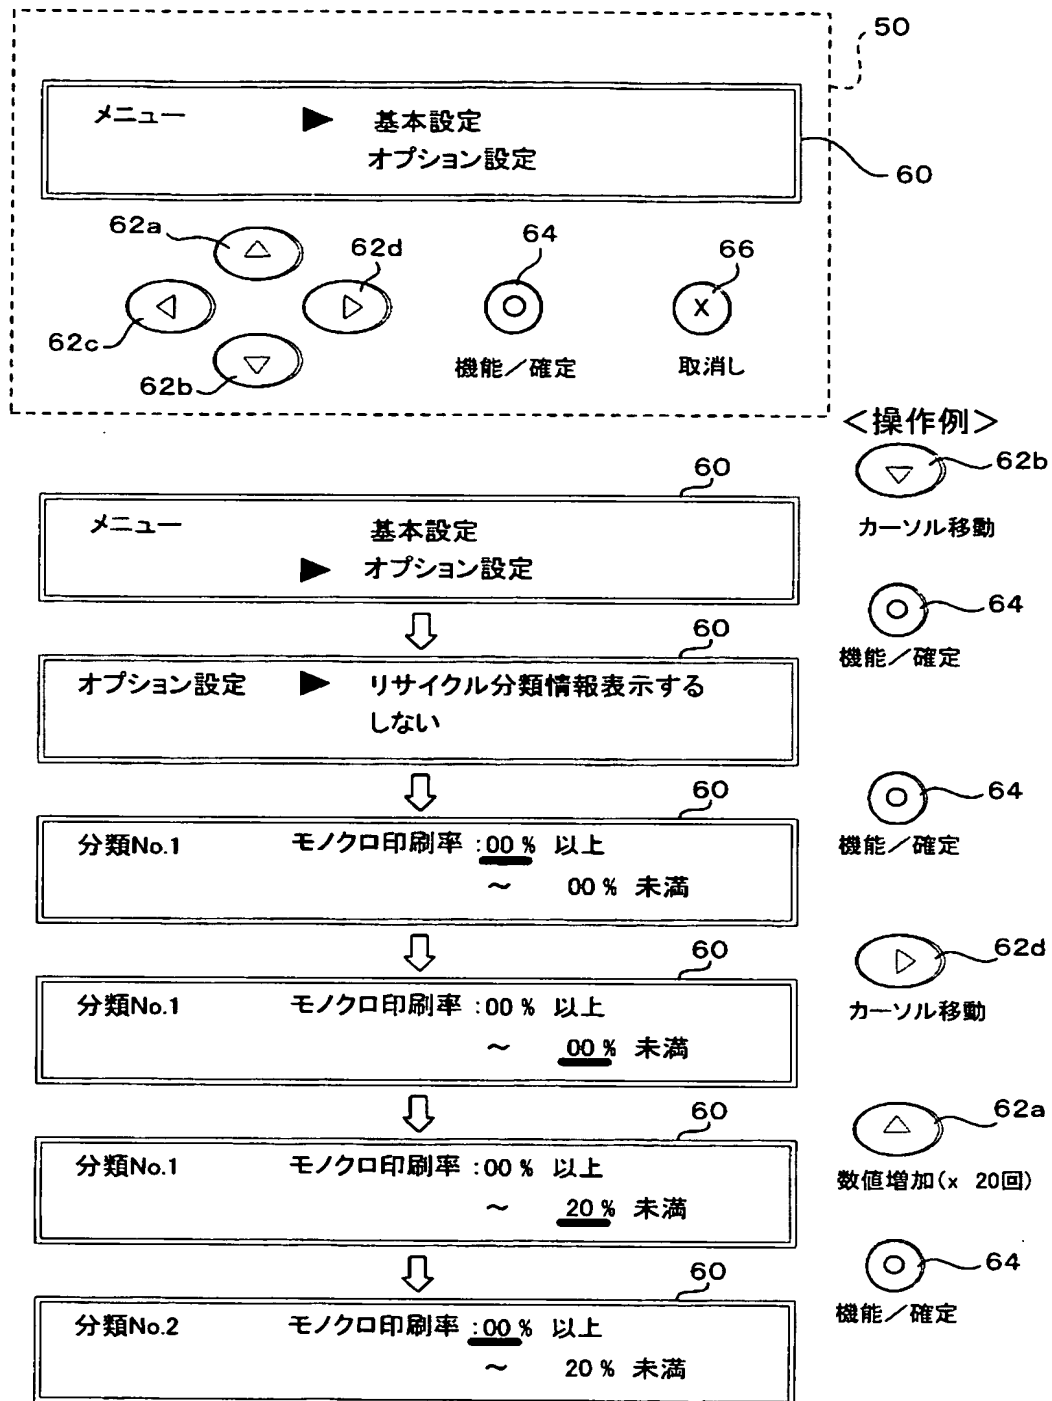 50
メニュー ▶ 基本設定
オプション設定
60
62a
62d
64
66
62c
62b
X
機能／確定
取消し
＜操作例＞
62b
カーソル移動
60
メニュー 基本設定
▶ オプション設定
64
機能／確定
60
オプション設定 ▶ リサイクル分類情報表示する
しない
64
機能／確定
60
分類No.1 モノクロ印刷率 :00％ 以上
～ 00％ 未満
62d
カーソル移動
60
分類No.1 モノクロ印刷率 :00％ 以上
～ 00％ 未満
62a
数値増加(x 20回)
60
分類No.1 モノクロ印刷率 :00％ 以上
～ 20％ 未満
64
機能／確定
60
分類No.2 モノクロ印刷率 :00％ 以上
～ 20％ 未満